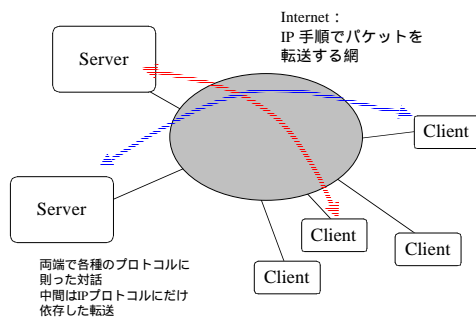 Internet：
IP 手順でパケットを
転送する網
Server
Client
Server
Client
Client
Client
両端で各種のプロトコルに
則った対話
中間はIPプロトコルにだけ
依存した転送